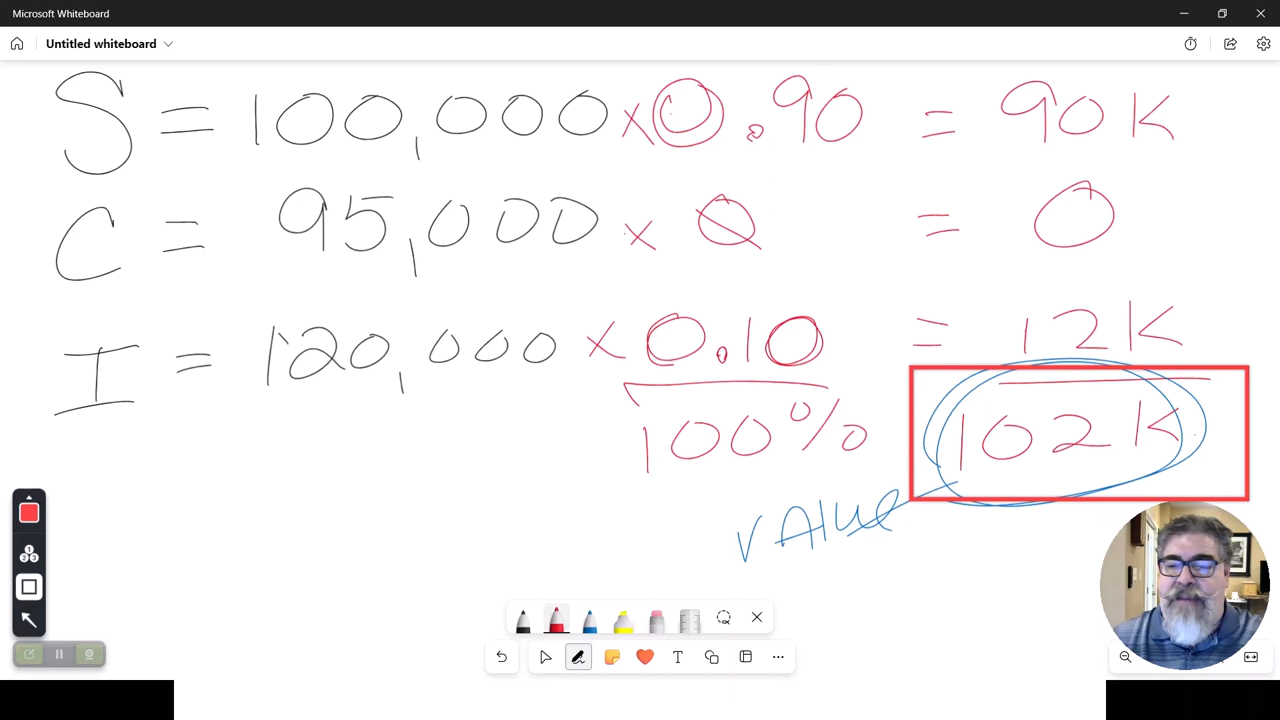 Microsoft Whiteboard
Untitled whiteboard
S = 100,000 x 0.90 = 90K
C = 95,000 x 0 = 0
I = 120,000 x 0.10 = 12K
100% 102K
VALUE